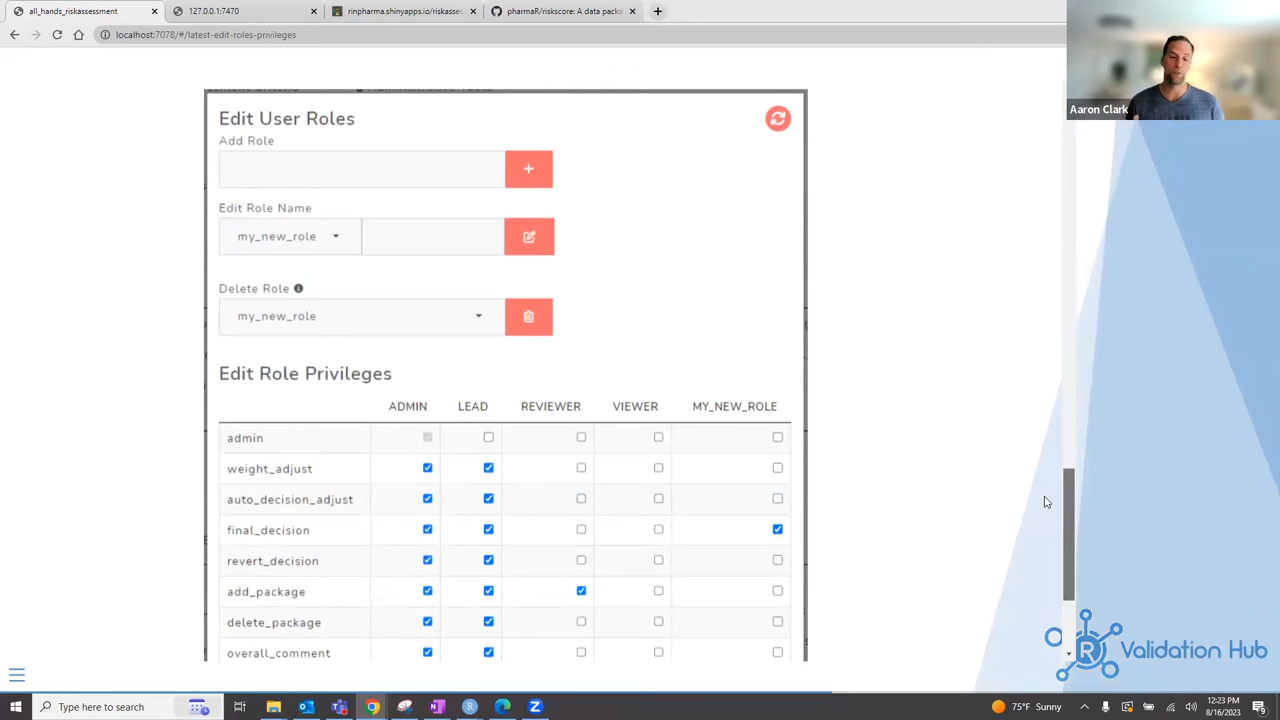 all_hands_riskassessment
127.0.0.1:7470
rinpharma.shinyapps.io/riskasse
pharmaR/riskscore: A data packe
localhost:7078/#/latest-edit-roles-privileges
Aaron Clark
Edit User Roles
Add Role
Edit Role Name
my_new_role
Delete Role
my_new_role
Edit Role Privileges
ADMIN LEAD REVIEWER VIEWER MY_NEW_ROLE
admin
weight_adjust
auto_decision_adjust
final_decision
revert_decision
add_package
delete_package
overall_comment
R Validation Hub
Type here to search
75°F Sunny
12:23 PM
8/16/2023